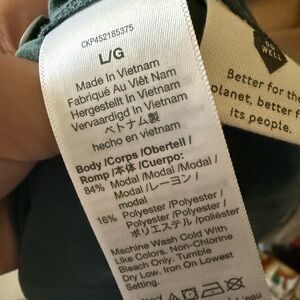 CKP452185375
L/G
Made In Vietnam
Fabriqué Au Viêt Nam
Hergestellt In Vietnam
Vervaardigd In Vietnam
ベトナム製
hecho en vietnam
Body /Corps /Oberteil /
Romp /本体 /Cuerpo:
84% Modal /Modal /Modal /
Modal /レーヨン /
modal
16% Polyester /Polyester /
Polyester /Polyester /
ポリエステル /poliéster
Machine Wash Cold With
Like Colors. Non-Chlorine
Bleach Only. Tumble
Dry Low. Iron On Lowest
Setting.
DO
WELL
Better for the
planet, better f
its people.